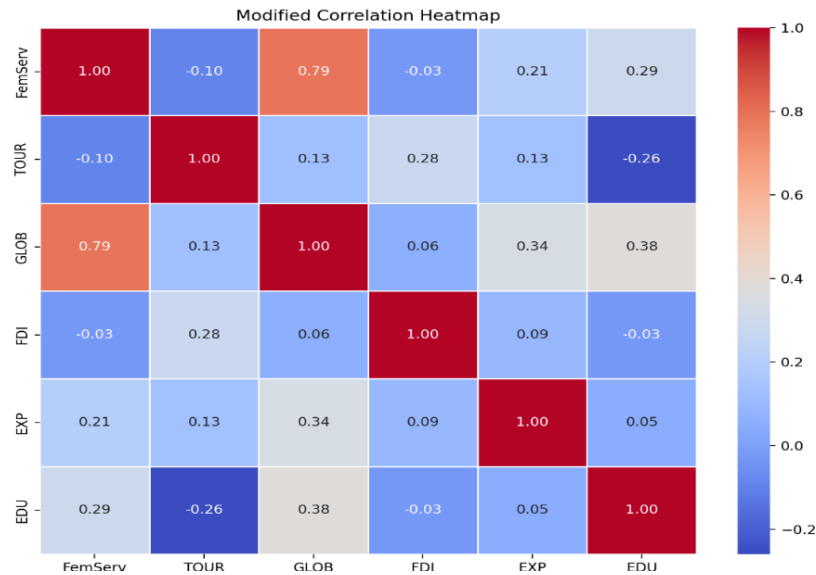 Modified Correlation Heatmap
FemServ 1.00 -0.10 0.79 -0.03 0.21 0.29
TOUR -0.10 1.00 0.13 0.28 0.13 -0.26
GLOB 0.79 0.13 1.00 0.06 0.34 0.38
FDI -0.03 0.28 0.06 1.00 0.09 -0.03
EXP 0.21 0.13 0.34 0.09 1.00 0.05
EDU 0.29 -0.26 0.38 -0.03 0.05 1.00
FemServ TOUR GLOB FDI EXP EDU
1.0
0.8
0.6
0.4
0.2
0.0
−0.2